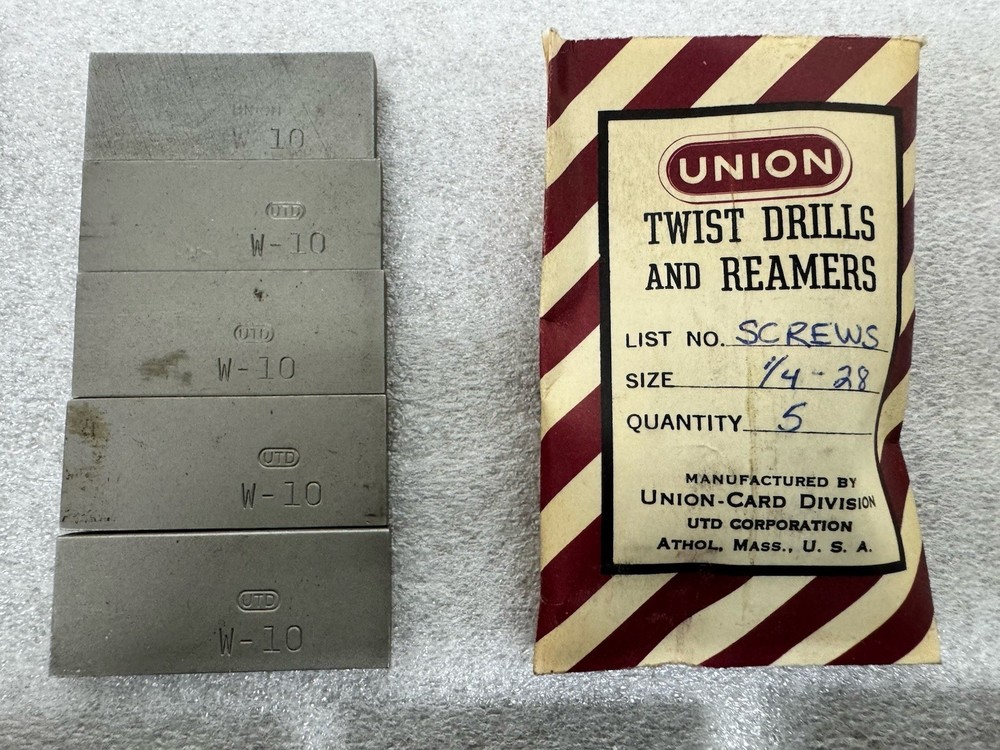 UNION
W 10
UTD
W-10
UTD
W-10
UTD
W-10
UTD
W-10
UNION
TWIST DRILLS
AND REAMERS
LIST NO. SCREWS
SIZE 1/4-28
QUANTITY 5
MANUFACTURED BY
UNION-CARD DIVISION
UTD CORPORATION
ATHOL, MASS., U. S. A.